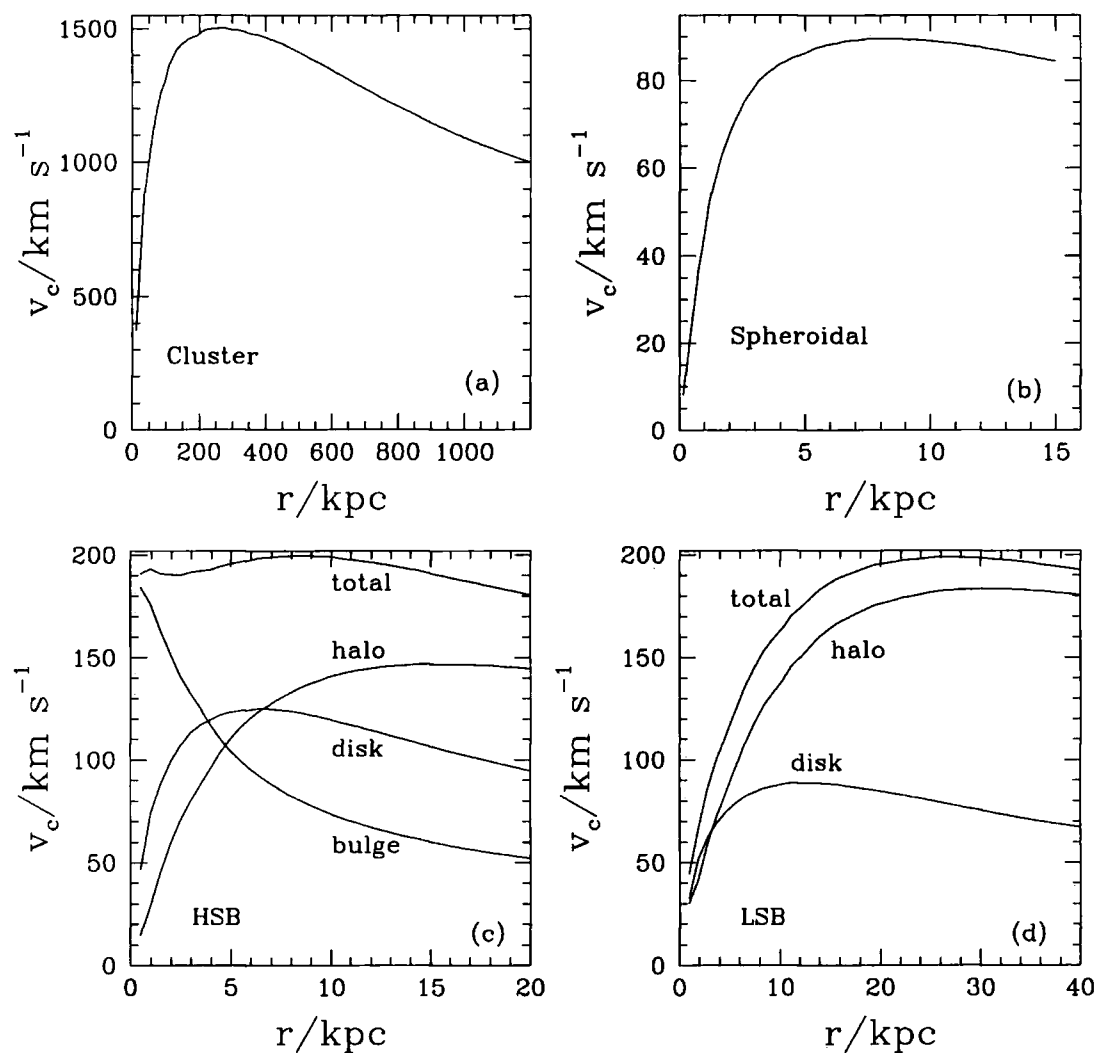 1500
1000
500
0
v_c/km s^-1
Cluster
(a)
0 200 400 600 800 1000
r/kpc
80
60
40
20
0
v_c/km s^-1
Spheroidal
(b)
0 5 10 15
r/kpc
200
150
100
50
0
v_c/km s^-1
total
halo
disk
bulge
HSB
(c)
0 5 10 15 20
r/kpc
200
150
100
50
0
v_c/km s^-1
total
halo
disk
LSB
(d)
0 10 20 30 40
r/kpc